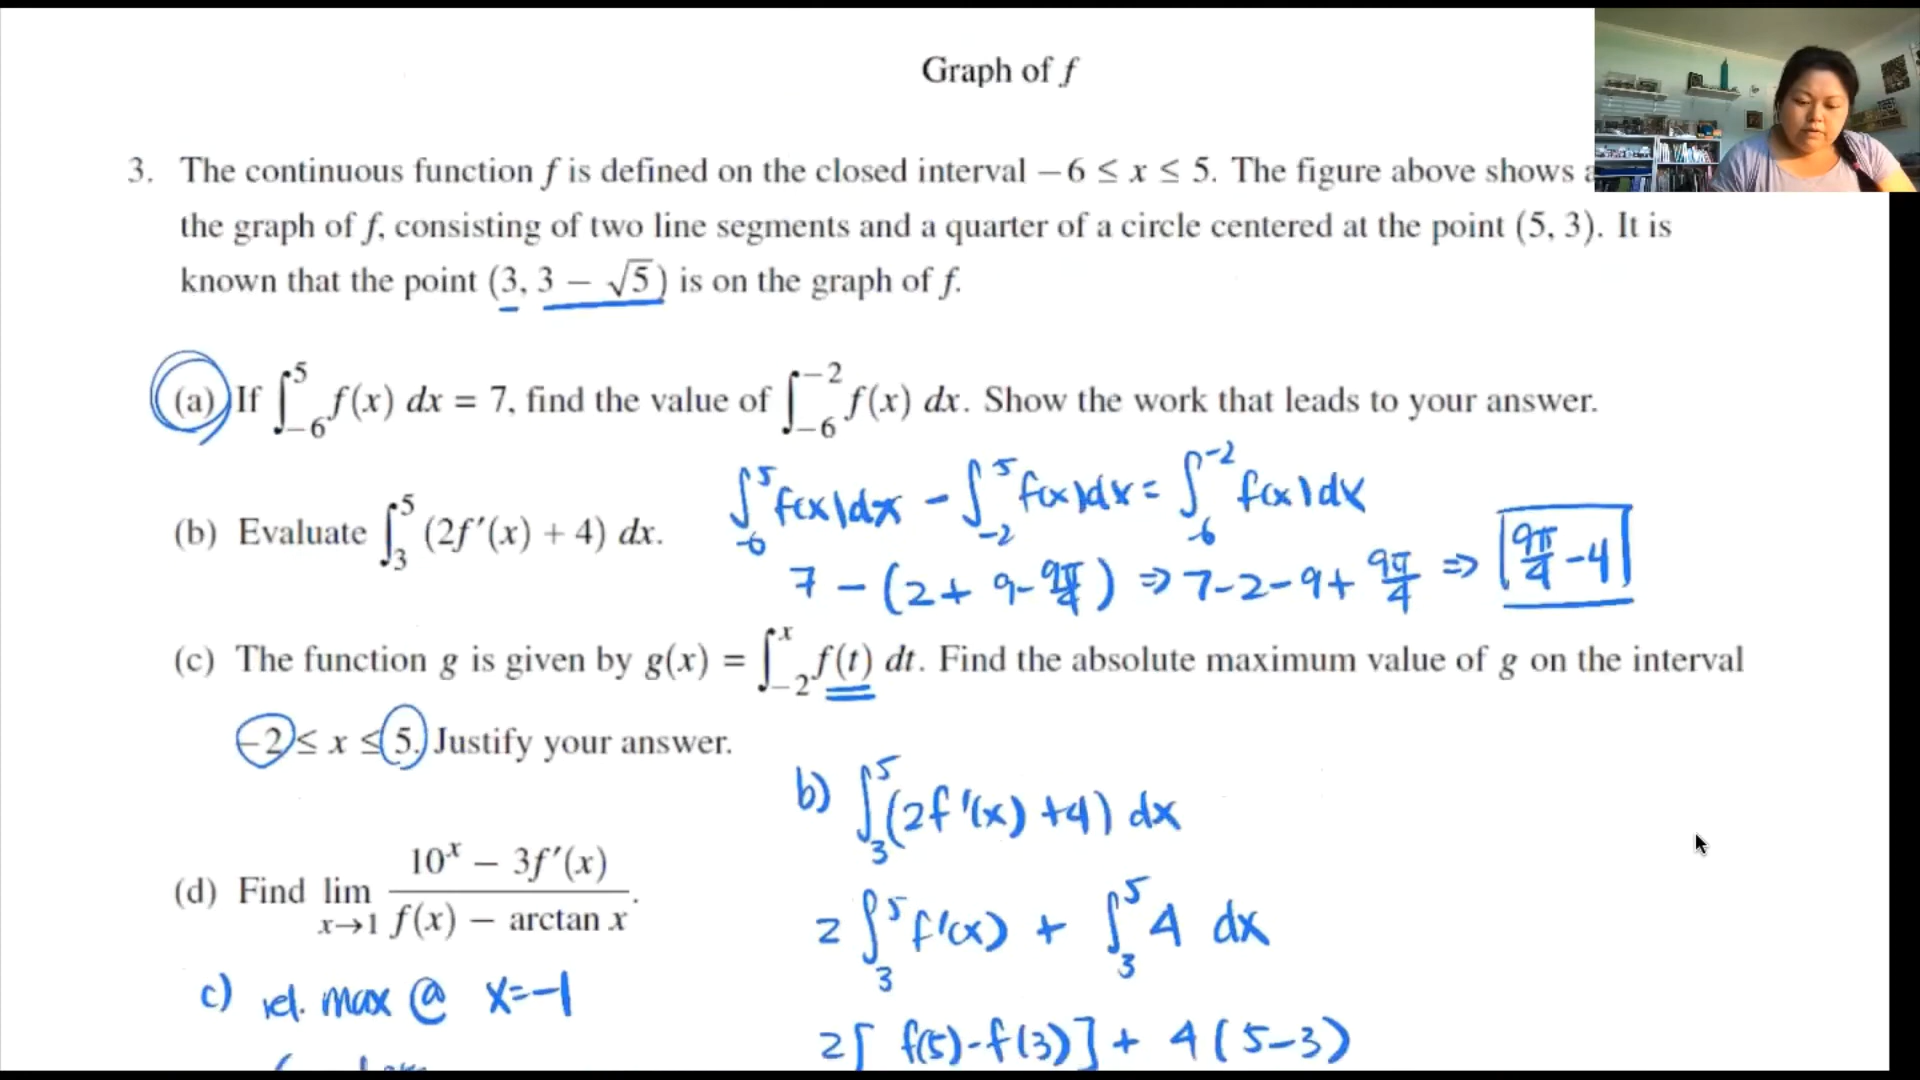 Graph of f
3. The continuous function f is defined on the closed interval −6 ≤ x ≤ 5. The figure above shows
the graph of f, consisting of two line segments and a quarter of a circle centered at the point (5, 3). It is
known that the point (3, 3 − √5) is on the graph of f.
(a) If ∫_{−6}^{5} f(x) dx = 7, find the value of ∫_{−6}^{−2} f(x) dx. Show the work that leads to your answer.
∫_{-6}^{5} f(x)dx - ∫_{-2}^{5} f(x)dx = ∫_{-6}^{-2} f(x)dx
(b) Evaluate ∫_{3}^{5} (2f′(x) + 4) dx.
7 - (2 + 9 - 9π/4) ⇒ 7-2-9+ 9π/4 ⇒ 9π/4 - 4
(c) The function g is given by g(x) = ∫_{−2}^{x} f(t) dt. Find the absolute maximum value of g on the interval
−2 ≤ x ≤ 5. Justify your answer.
b) ∫_{3}^{5} (2f'(x) +4) dx
(d) Find lim_{x→1} (10^x − 3f′(x)) / (f(x) − arctan x).
2 ∫_{3}^{5} f'(x) + ∫_{3}^{5} 4 dx
c) rel. max @ x=-1
2[ f(5)-f(3)] + 4(5-3)